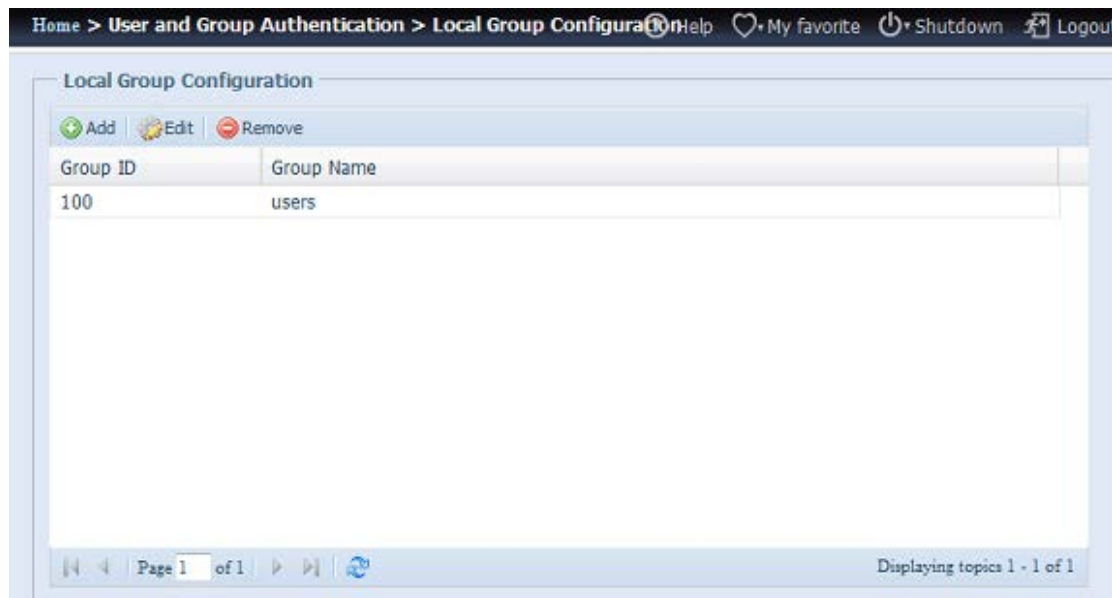 Home > User and Group Authentication > Local Group Configuration Help My favorite Shutdown Logout
Local Group Configuration
Add Edit Remove
Group ID Group Name
100 users
Page 1 of 1 Displaying topics 1 - 1 of 1